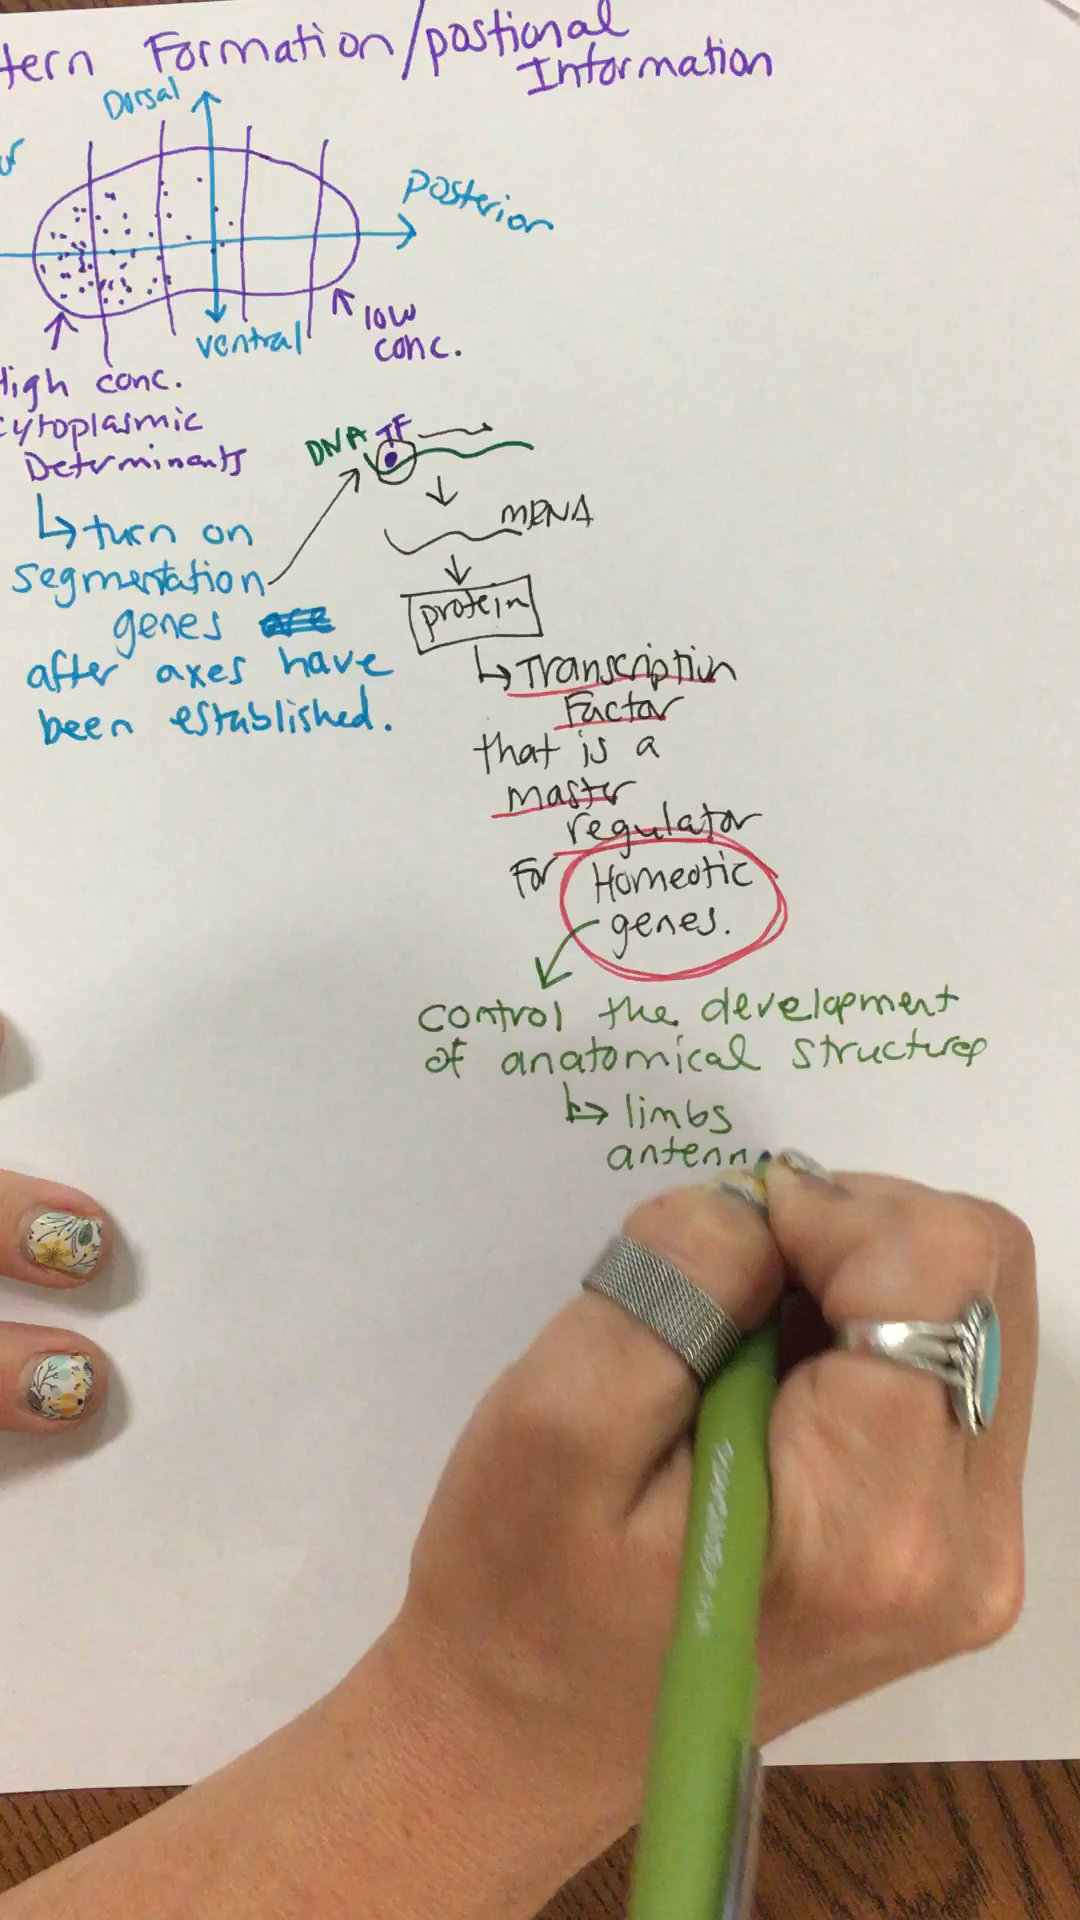 tern Formation/postional
Information
Dorsal
or
Posterior
ventral
low
conc.
High conc.
Cytoplasmic
Determinants
↳ turn on
segmentation
genes
after axes have
been established.
DNA TF
mRNA
protein
↳ Transcription
Factor
that is a
master
regulator
For Homeotic
genes.
control the development
of anatomical structures
↳ limbs
antenn